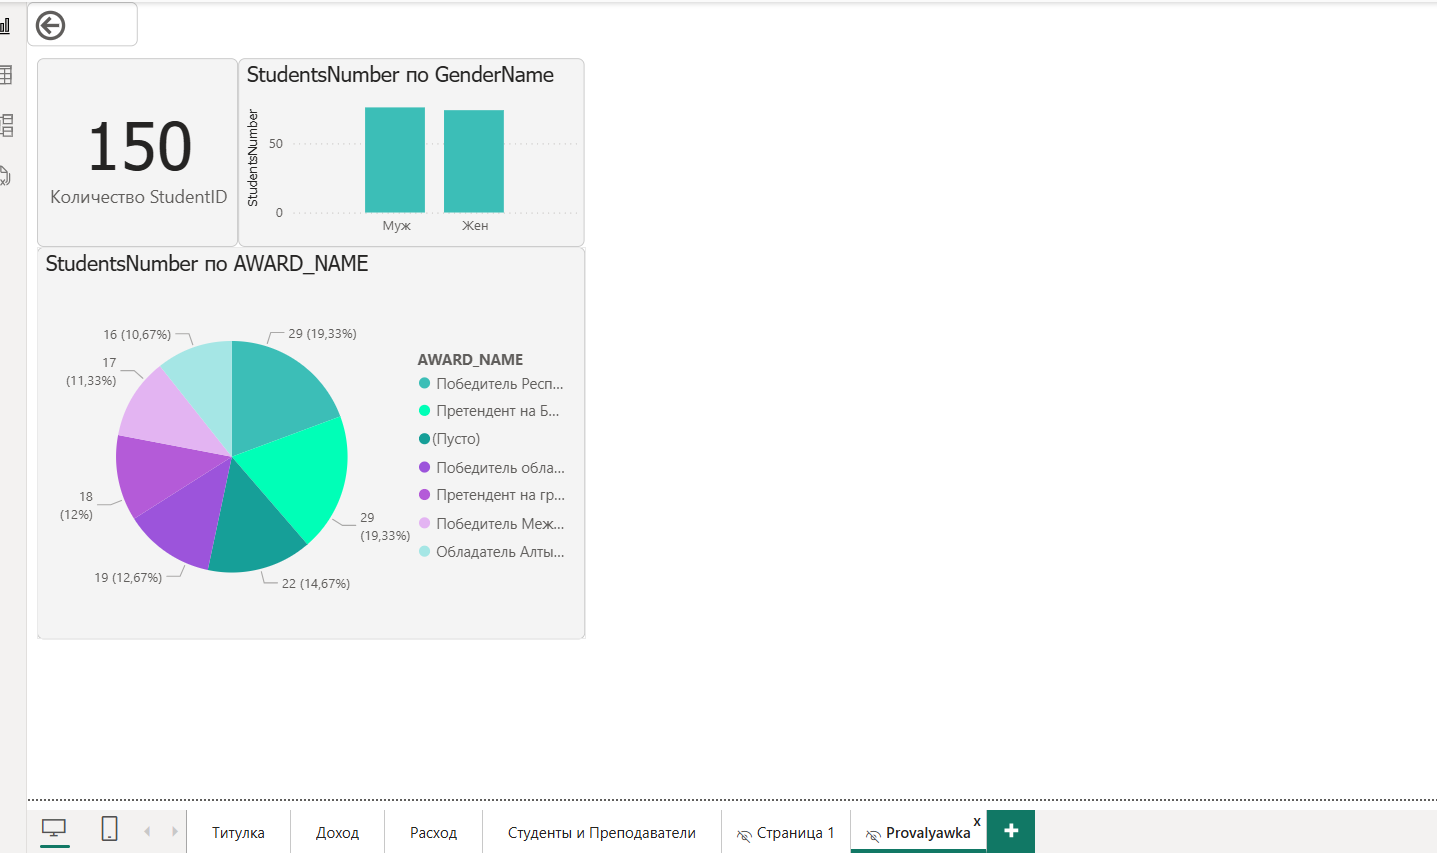 150
Количество StudentID
StudentsNumber по GenderName
StudentsNumber
50
0
Муж
Жен
StudentsNumber по AWARD_NAME
16 (10,67%)
29 (19,33%)
17
(11,33%)
18
(12%)
29
(19,33%)
19 (12,67%)
22 (14,67%)
AWARD_NAME
Победитель Респ...
Претендент на Б...
(Пусто)
Победитель обла...
Претендент на гр...
Победитель Меж...
Обладатель Алты...
Титулка
Доход
Расход
Студенты и Преподаватели
Страница 1
Provalyawka
x